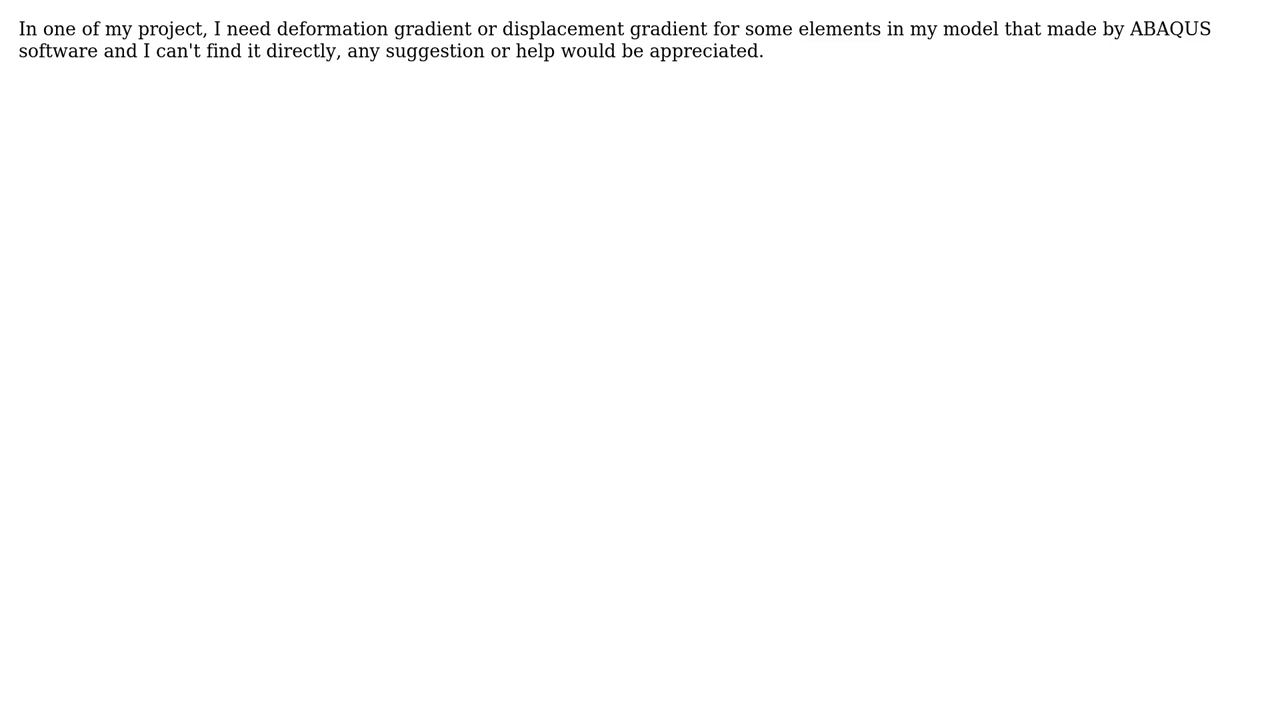 In one of my project, I need deformation gradient or displacement gradient for some elements in my model that made by ABAQUS
software and I can't find it directly, any suggestion or help would be appreciated.